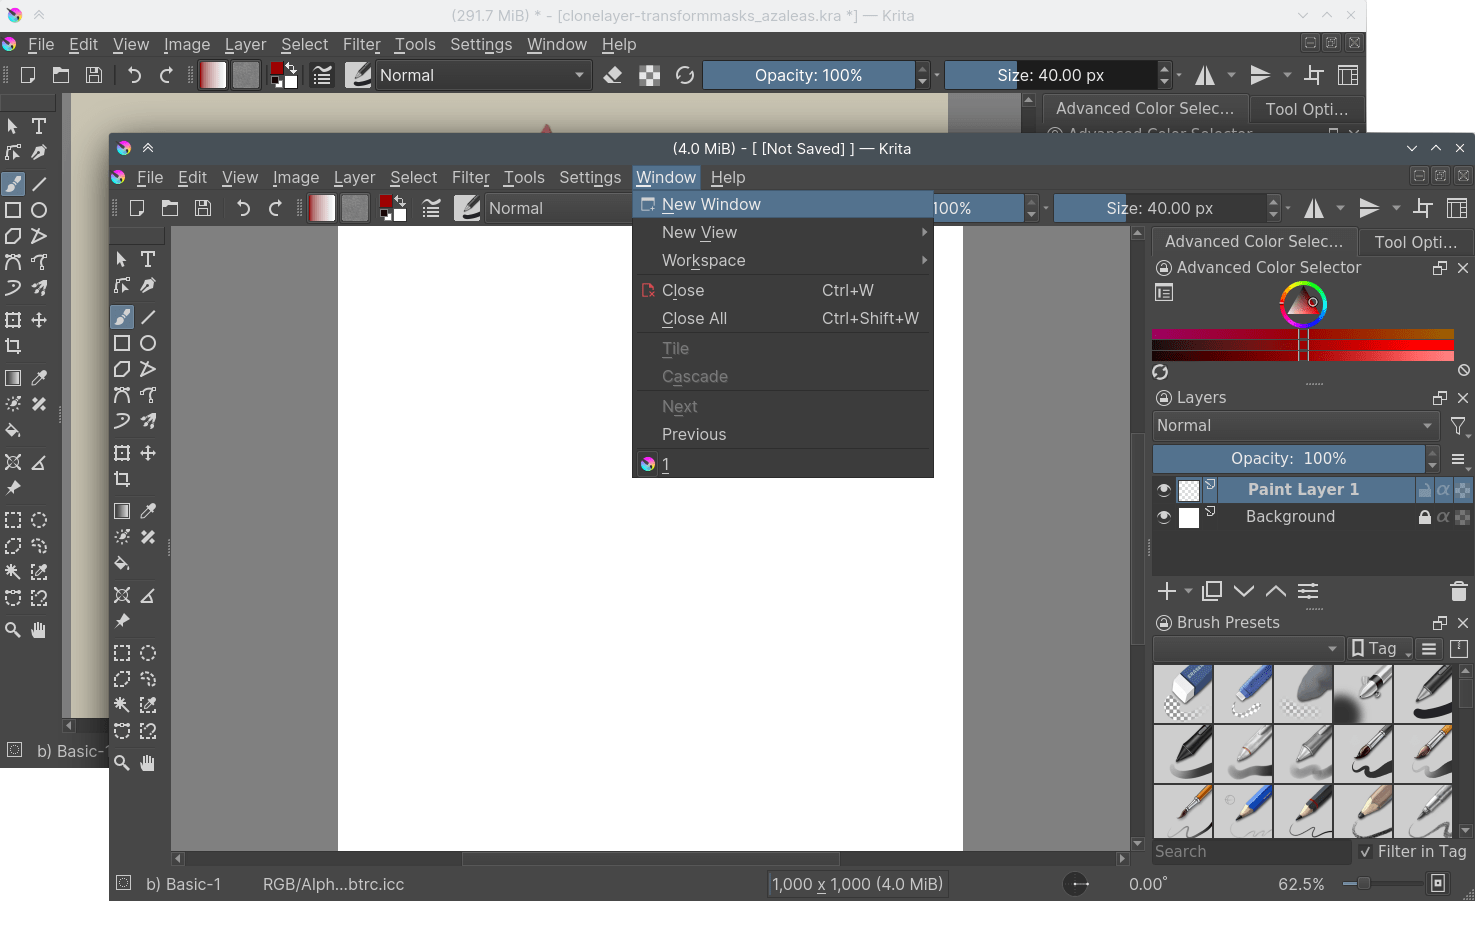 (291.7 MiB) * - [clonelayer-transformmasks_azaleas.kra *] — Krita
File Edit View Image Layer Select Filter Tools Settings Window Help
Normal Opacity: 100% Size: 40.00 px
Advanced Color Selec... Tool Opti...
Advanced Color Selector
(4.0 MiB) - [ [Not Saved] ] — Krita
File Edit View Image Layer Select Filter Tools Settings Window Help
Normal 100% Size: 40.00 px
New Window
New View
Workspace
Close Ctrl+W
Close All Ctrl+Shift+W
Tile
Cascade
Next
Previous
1
Advanced Color Selec... Tool Opti...
Advanced Color Selector
Layers
Normal
Opacity: 100%
Paint Layer 1
Background
Brush Presets
Tag
Search Filter in Tag
b) Basic-1
b) Basic-1 RGB/Alph...btrc.icc 1,000 x 1,000 (4.0 MiB) 0.00° 62.5%